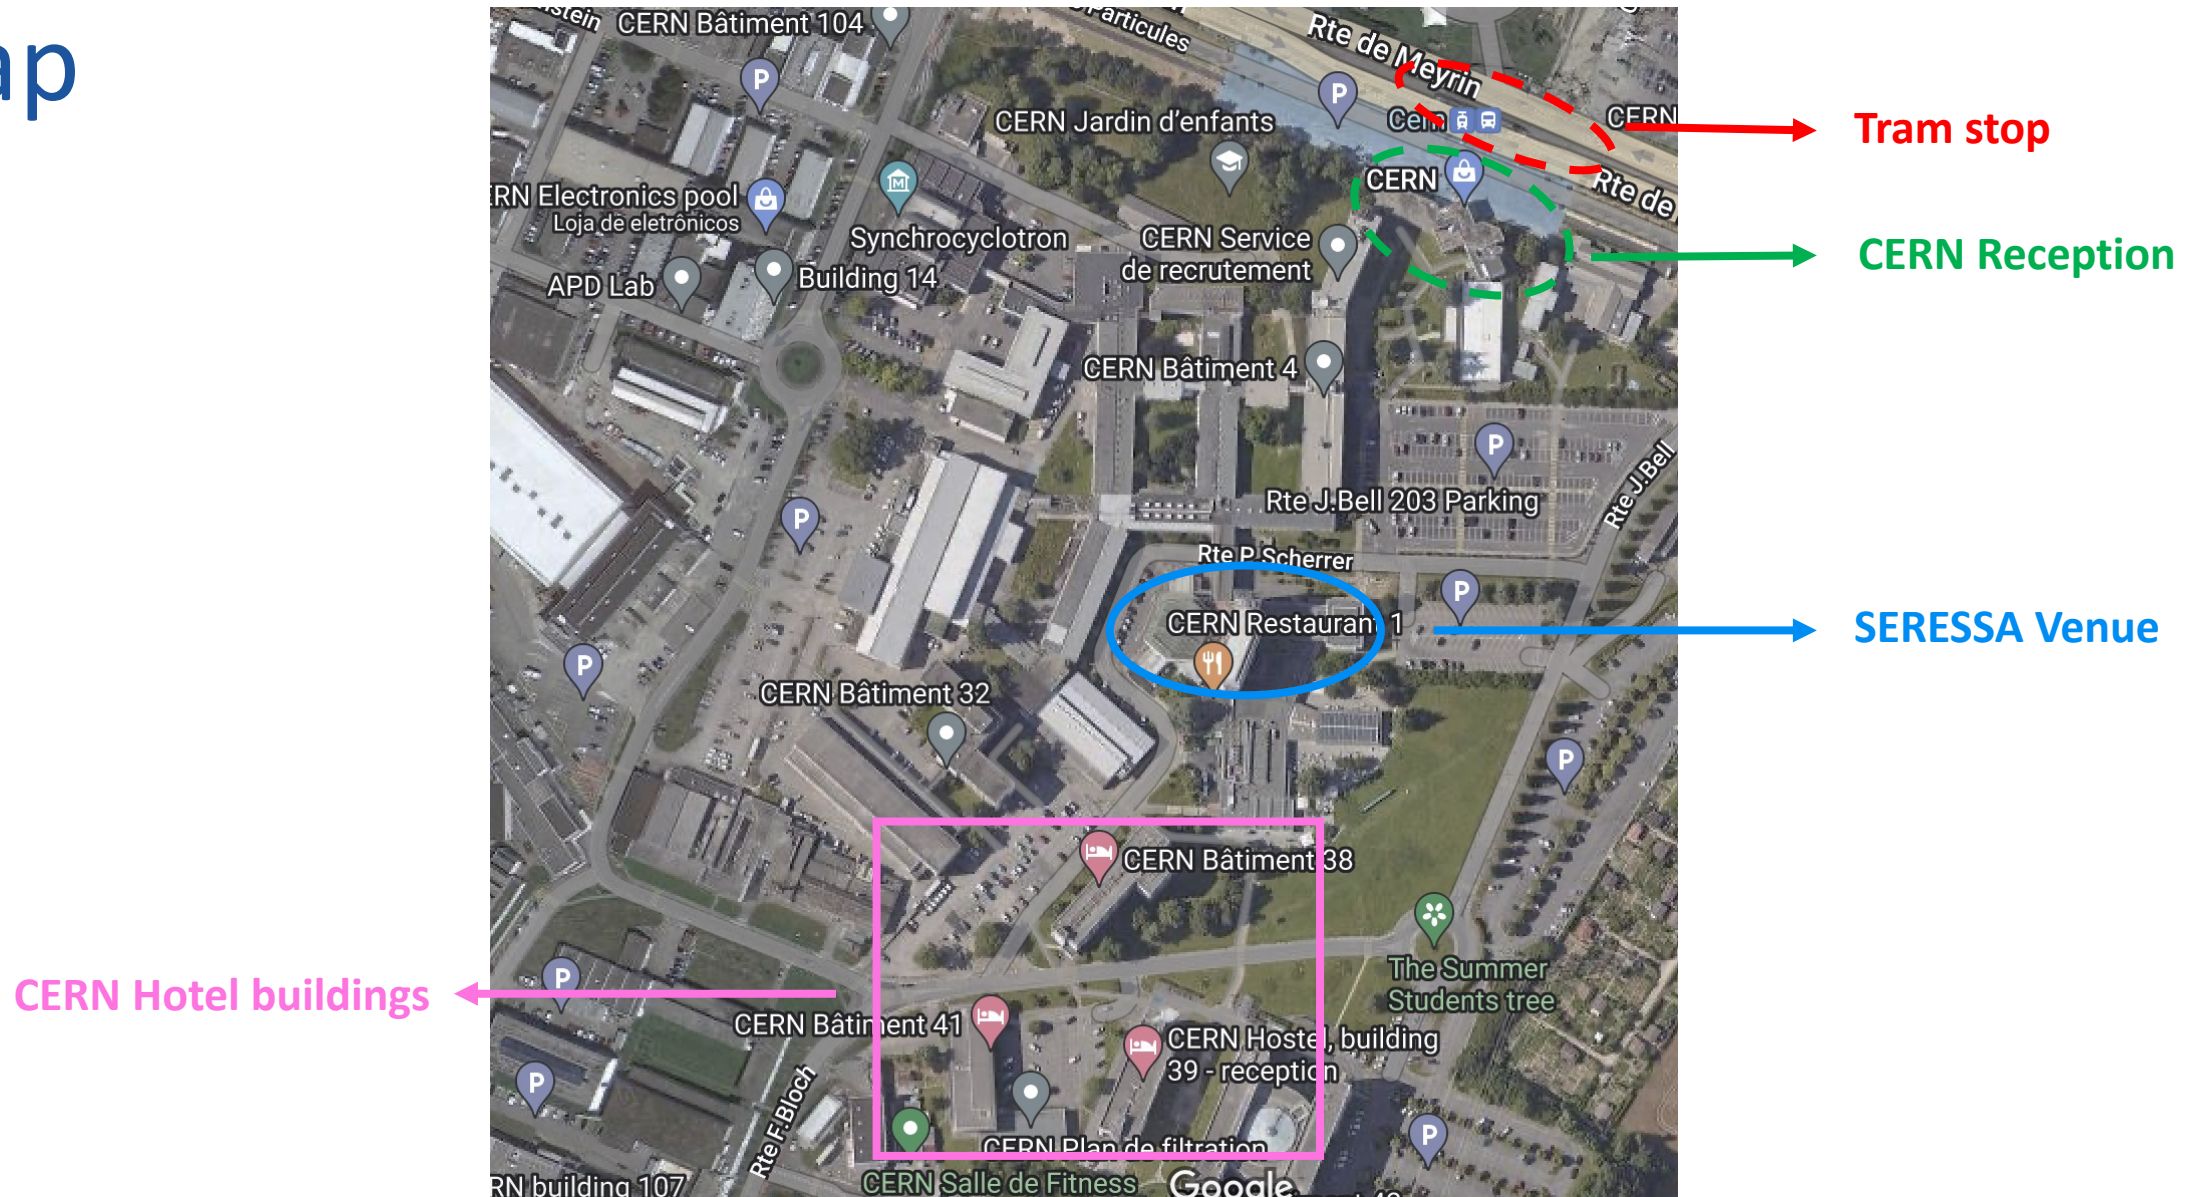 CERN Bâtiment 104
Particules
Rte de Meyrin
CERN Jardin d'enfants
Cern
CERN
Tram stop
CERN
Rte de
Electronics pool
Loja de eletrônicos
Synchrocyclotron
CERN Service
de recrutement
CERN Reception
APD Lab
Building 14
CERN Bâtiment 4
Rte J.Bell
Rte J.Bell 203 Parking
Rte P. Scherrer
CERN Restaurant 1
SERESSA Venue
CERN Bâtiment 32
CERN Bâtiment 38
The Summer
Students tree
CERN Hotel buildings
CERN Bâtiment 41
CERN Hostel, building
39 - reception
Rte F.Bloch
CERN Plan de filtration
CERN Salle de Fitness
Google
building 107
P
P
P
P
P
P
P
P
P
P
M